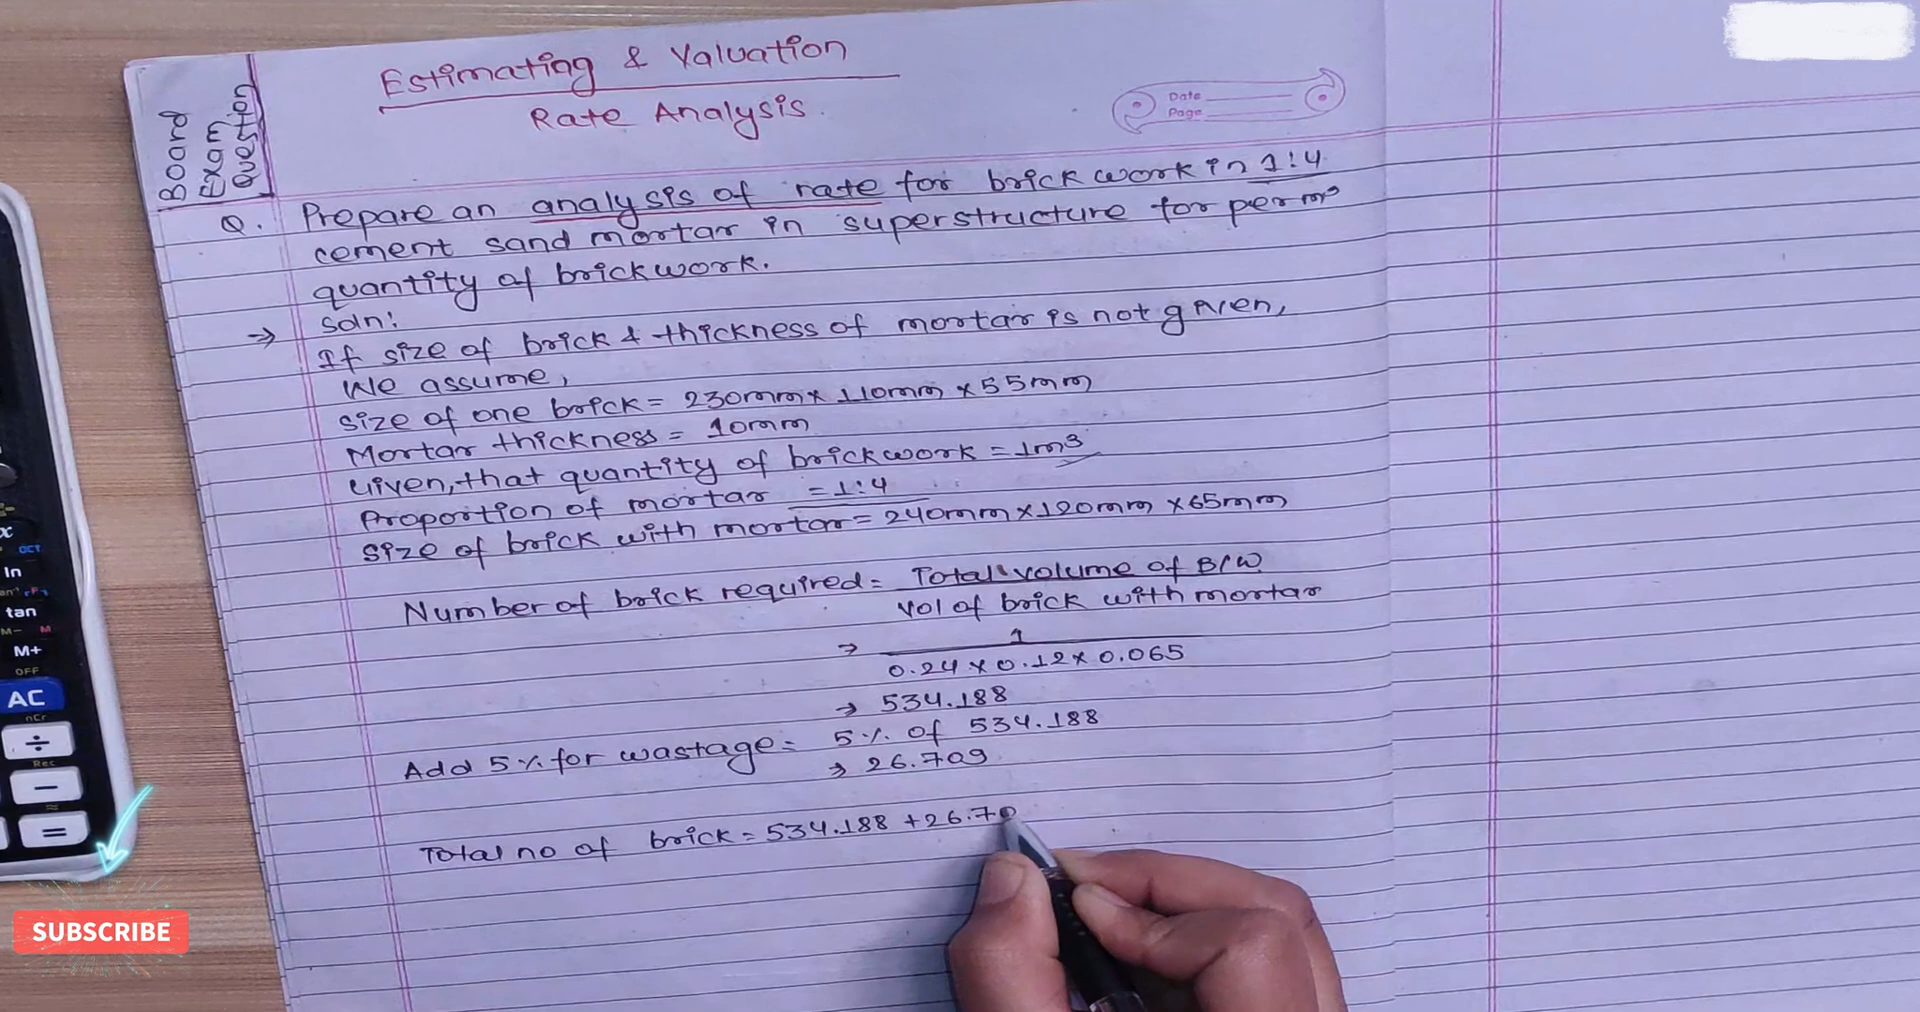 Estimating & Valuation
Rate Analysis
Board
Exam
Question
Date
Page
Q. Prepare an analysis of rate for brickwork in 1:4
cement sand mortar in superstructure for per m³
quantity of brickwork.
→ Soln:
If size of brick & thickness of mortar is not given,
We assume,
Size of one brick = 230mm × 110mm × 55mm
Mortar thickness = 10mm
Given, that quantity of brickwork = 1m³
Proportion of mortar = 1:4
Size of brick with mortar = 240mm × 120mm × 65mm
Number of brick required = Total volume of B/W
Vol of brick with mortar
→ 1
0.24 × 0.12 × 0.065
→ 534.188
Add 5% for wastage = 5% of 534.188
→ 26.709
Total no of brick = 534.188 + 26.70
x
OCT
ln
tan
M- M
M+
OFF
AC
nCr
÷
Rec
−
≈
=
SUBSCRIBE